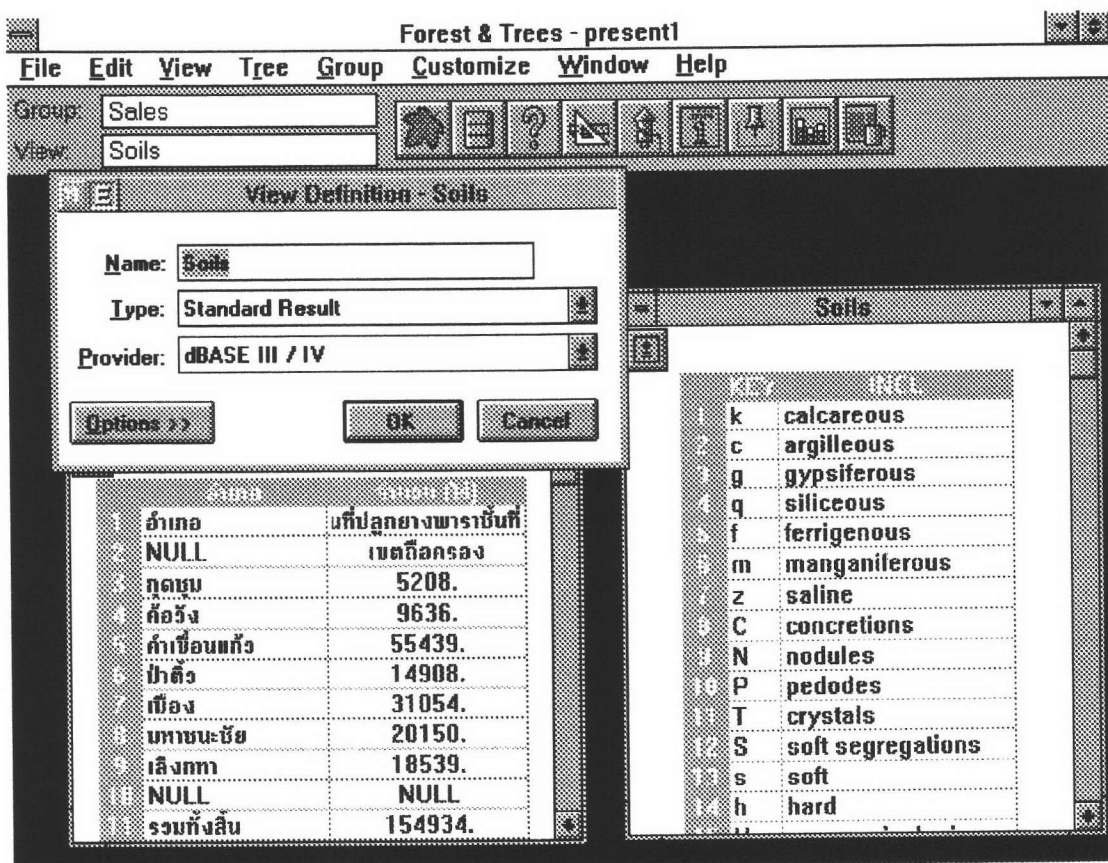 Forest & Trees - present1
File Edit View Tree Group Customize Window Help
Group: Sales
View: Soils
View Definition - Soils
Name: Soils
Type: Standard Result
Provider: dBASE III / IV
Options >> OK Cancel
อำเภอ
1 อำเภอ นที่ปลูกยางพาราชั้นที่
2 NULL เขตถือครอง
3 กุดชุม 5208.
4 ค้อวัง 9636.
5 คำเขื่อนแก้ว 55439.
6 ป่าติ้ว 14908.
7 เมือง 31054.
8 มหาชนะชัย 20150.
9 เลิงกทา 18539.
10 NULL NULL
11 รวมทั้งสิ้น 154934.
Soils
KEY INCL
1 k calcareous
2 c argilleous
3 g gypsiferous
4 q siliceous
5 f ferrigenous
6 m manganiferous
7 z saline
8 C concretions
9 N nodules
10 P pedodes
11 T crystals
12 S soft segregations
13 s soft
14 h hard